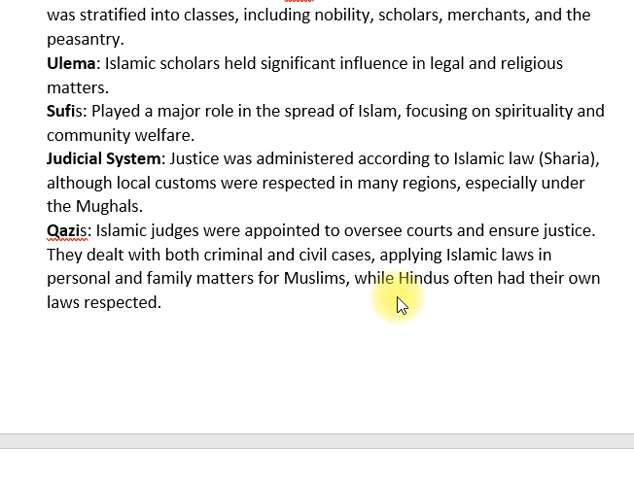 was stratified into classes, including nobility, scholars, merchants, and the
peasantry.
Ulema: Islamic scholars held significant influence in legal and religious
matters.
Sufis: Played a major role in the spread of Islam, focusing on spirituality and
community welfare.
Judicial System: Justice was administered according to Islamic law (Sharia),
although local customs were respected in many regions, especially under
the Mughals.
Qazis: Islamic judges were appointed to oversee courts and ensure justice.
They dealt with both criminal and civil cases, applying Islamic laws in
personal and family matters for Muslims, while Hindus often had their own
laws respected.